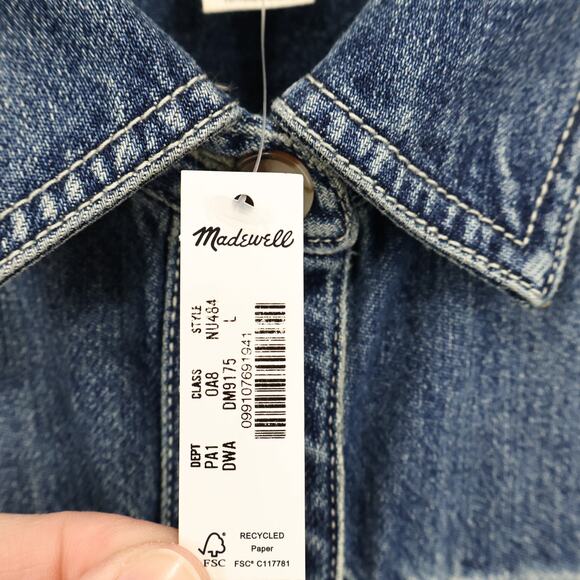 Madewell
STYLE NU484 L
CLASS 0A8 DM9175
DEPT PA1 DWA
099107691941
FSC
RECYCLED
Paper
FSC® C117781